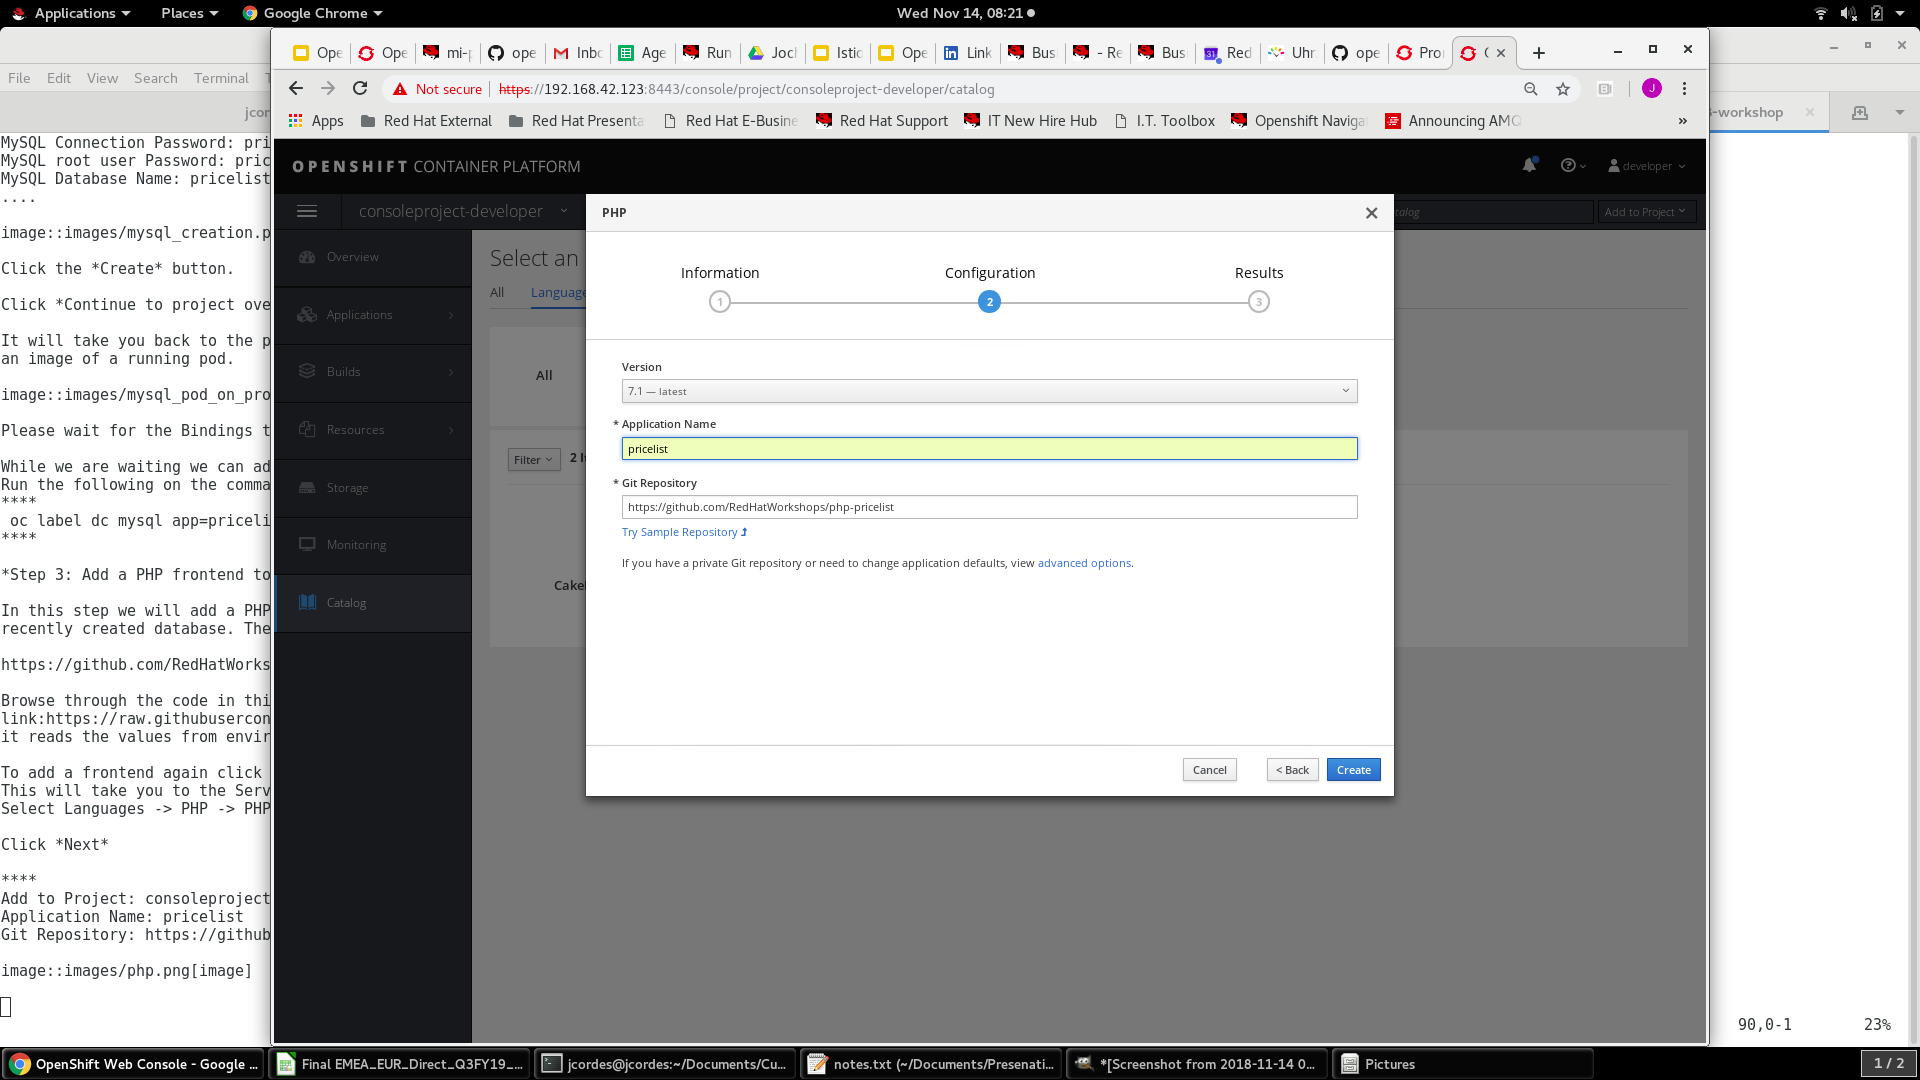 Applications
Places
Google Chrome
Wed Nov 14, 08:21
File Edit View Search Terminal
jcor
-workshop
Ope
Ope
mi-p
ope
Inbo
Age
Run
Joch
Istio
Ope
Link
Busi
- Re
Busi
Red
Uhr
ope
Pro
Not secure
https://192.168.42.123:8443/console/project/consoleproject-developer/catalog
J
Apps
Red Hat External
Red Hat Presenta
Red Hat E-Busine
Red Hat Support
IT New Hire Hub
I.T. Toolbox
Openshift Naviga
Announcing AMQ
»
OPENSHIFT CONTAINER PLATFORM
developer
consoleproject-developer
talog
Add to Project
Overview
Applications
Builds
Resources
Storage
Monitoring
Catalog
Select an
All
Language
All
Filter
2 I
Cakel
PHP
Information
Configuration
Results
1
2
3
Version
7.1 — latest
* Application Name
pricelist
* Git Repository
https://github.com/RedHatWorkshops/php-pricelist
Try Sample Repository
If you have a private Git repository or need to change application defaults, view advanced options.
Cancel
< Back
Create
MySQL Connection Password: pri
MySQL root user Password: pric
MySQL Database Name: pricelist
....
image::images/mysql_creation.p
Click the *Create* button.
Click *Continue to project ove
It will take you back to the p
an image of a running pod.
image::images/mysql_pod_on_pro
Please wait for the Bindings t
While we are waiting we can ad
Run the following on the comma
****
oc label dc mysql app=priceli
****
*Step 3: Add a PHP frontend to
In this step we will add a PHP
recently created database. The
https://github.com/RedHatWorks
Browse through the code in thi
link:https://raw.githubusercon
it reads the values from envir
To add a frontend again click
This will take you to the Serv
Select Languages -> PHP -> PHP
Click *Next*
****
Add to Project: consoleproject
Application Name: pricelist
Git Repository: https://github
image::images/php.png[image]
90,0-1
23%
OpenShift Web Console - Google ...
Final EMEA_EUR_Direct_Q3FY19_...
jcordes@jcordes:~/Documents/Cu...
notes.txt (~/Documents/Presenati...
*[Screenshot from 2018-11-14 0...
Pictures
1 / 2